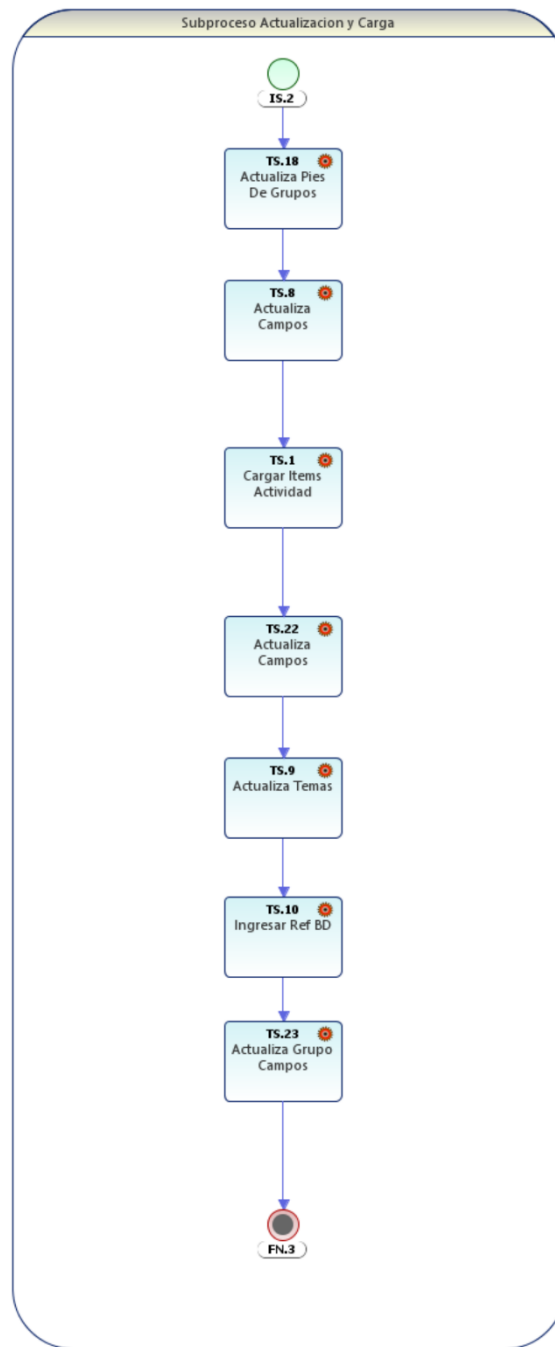 Subproceso Actualizacion y Carga
IS.2
TS.18
Actualiza Pies
De Grupos
TS.8
Actualiza
Campos
TS.1
Cargar Items
Actividad
TS.22
Actualiza
Campos
TS.9
Actualiza Temas
TS.10
Ingresar Ref BD
TS.23
Actualiza Grupo
Campos
FN.3